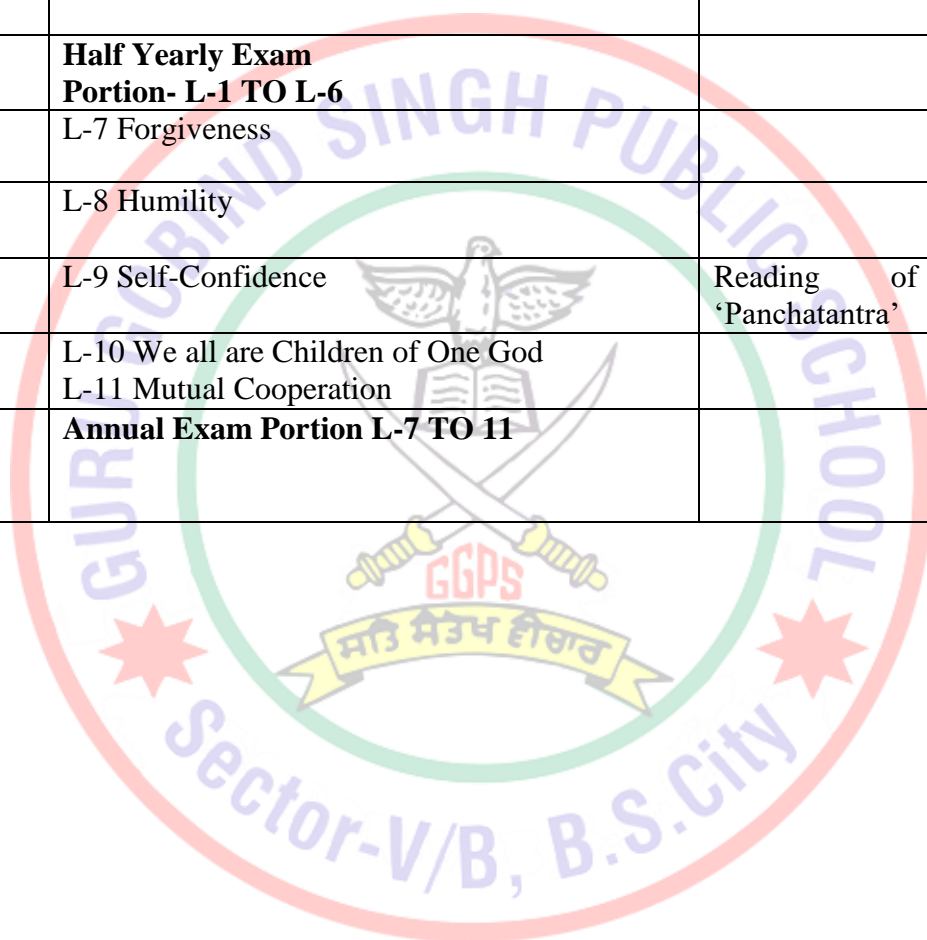 Half Yearly Exam
Portion- L-1 TO L-6
L-7 Forgiveness
L-8 Humility
L-9 Self-Confidence
Reading of
‘Panchatantra’
L-10 We all are Children of One God
L-11 Mutual Cooperation
Annual Exam Portion L-7 TO 11
GURU GOBIND SINGH PUBLIC SCHOOL
GGPS
ਸਤਿ ਸੰਤੋਖ ਵੀਚਾਰ
Sector-V/B, B.S.City